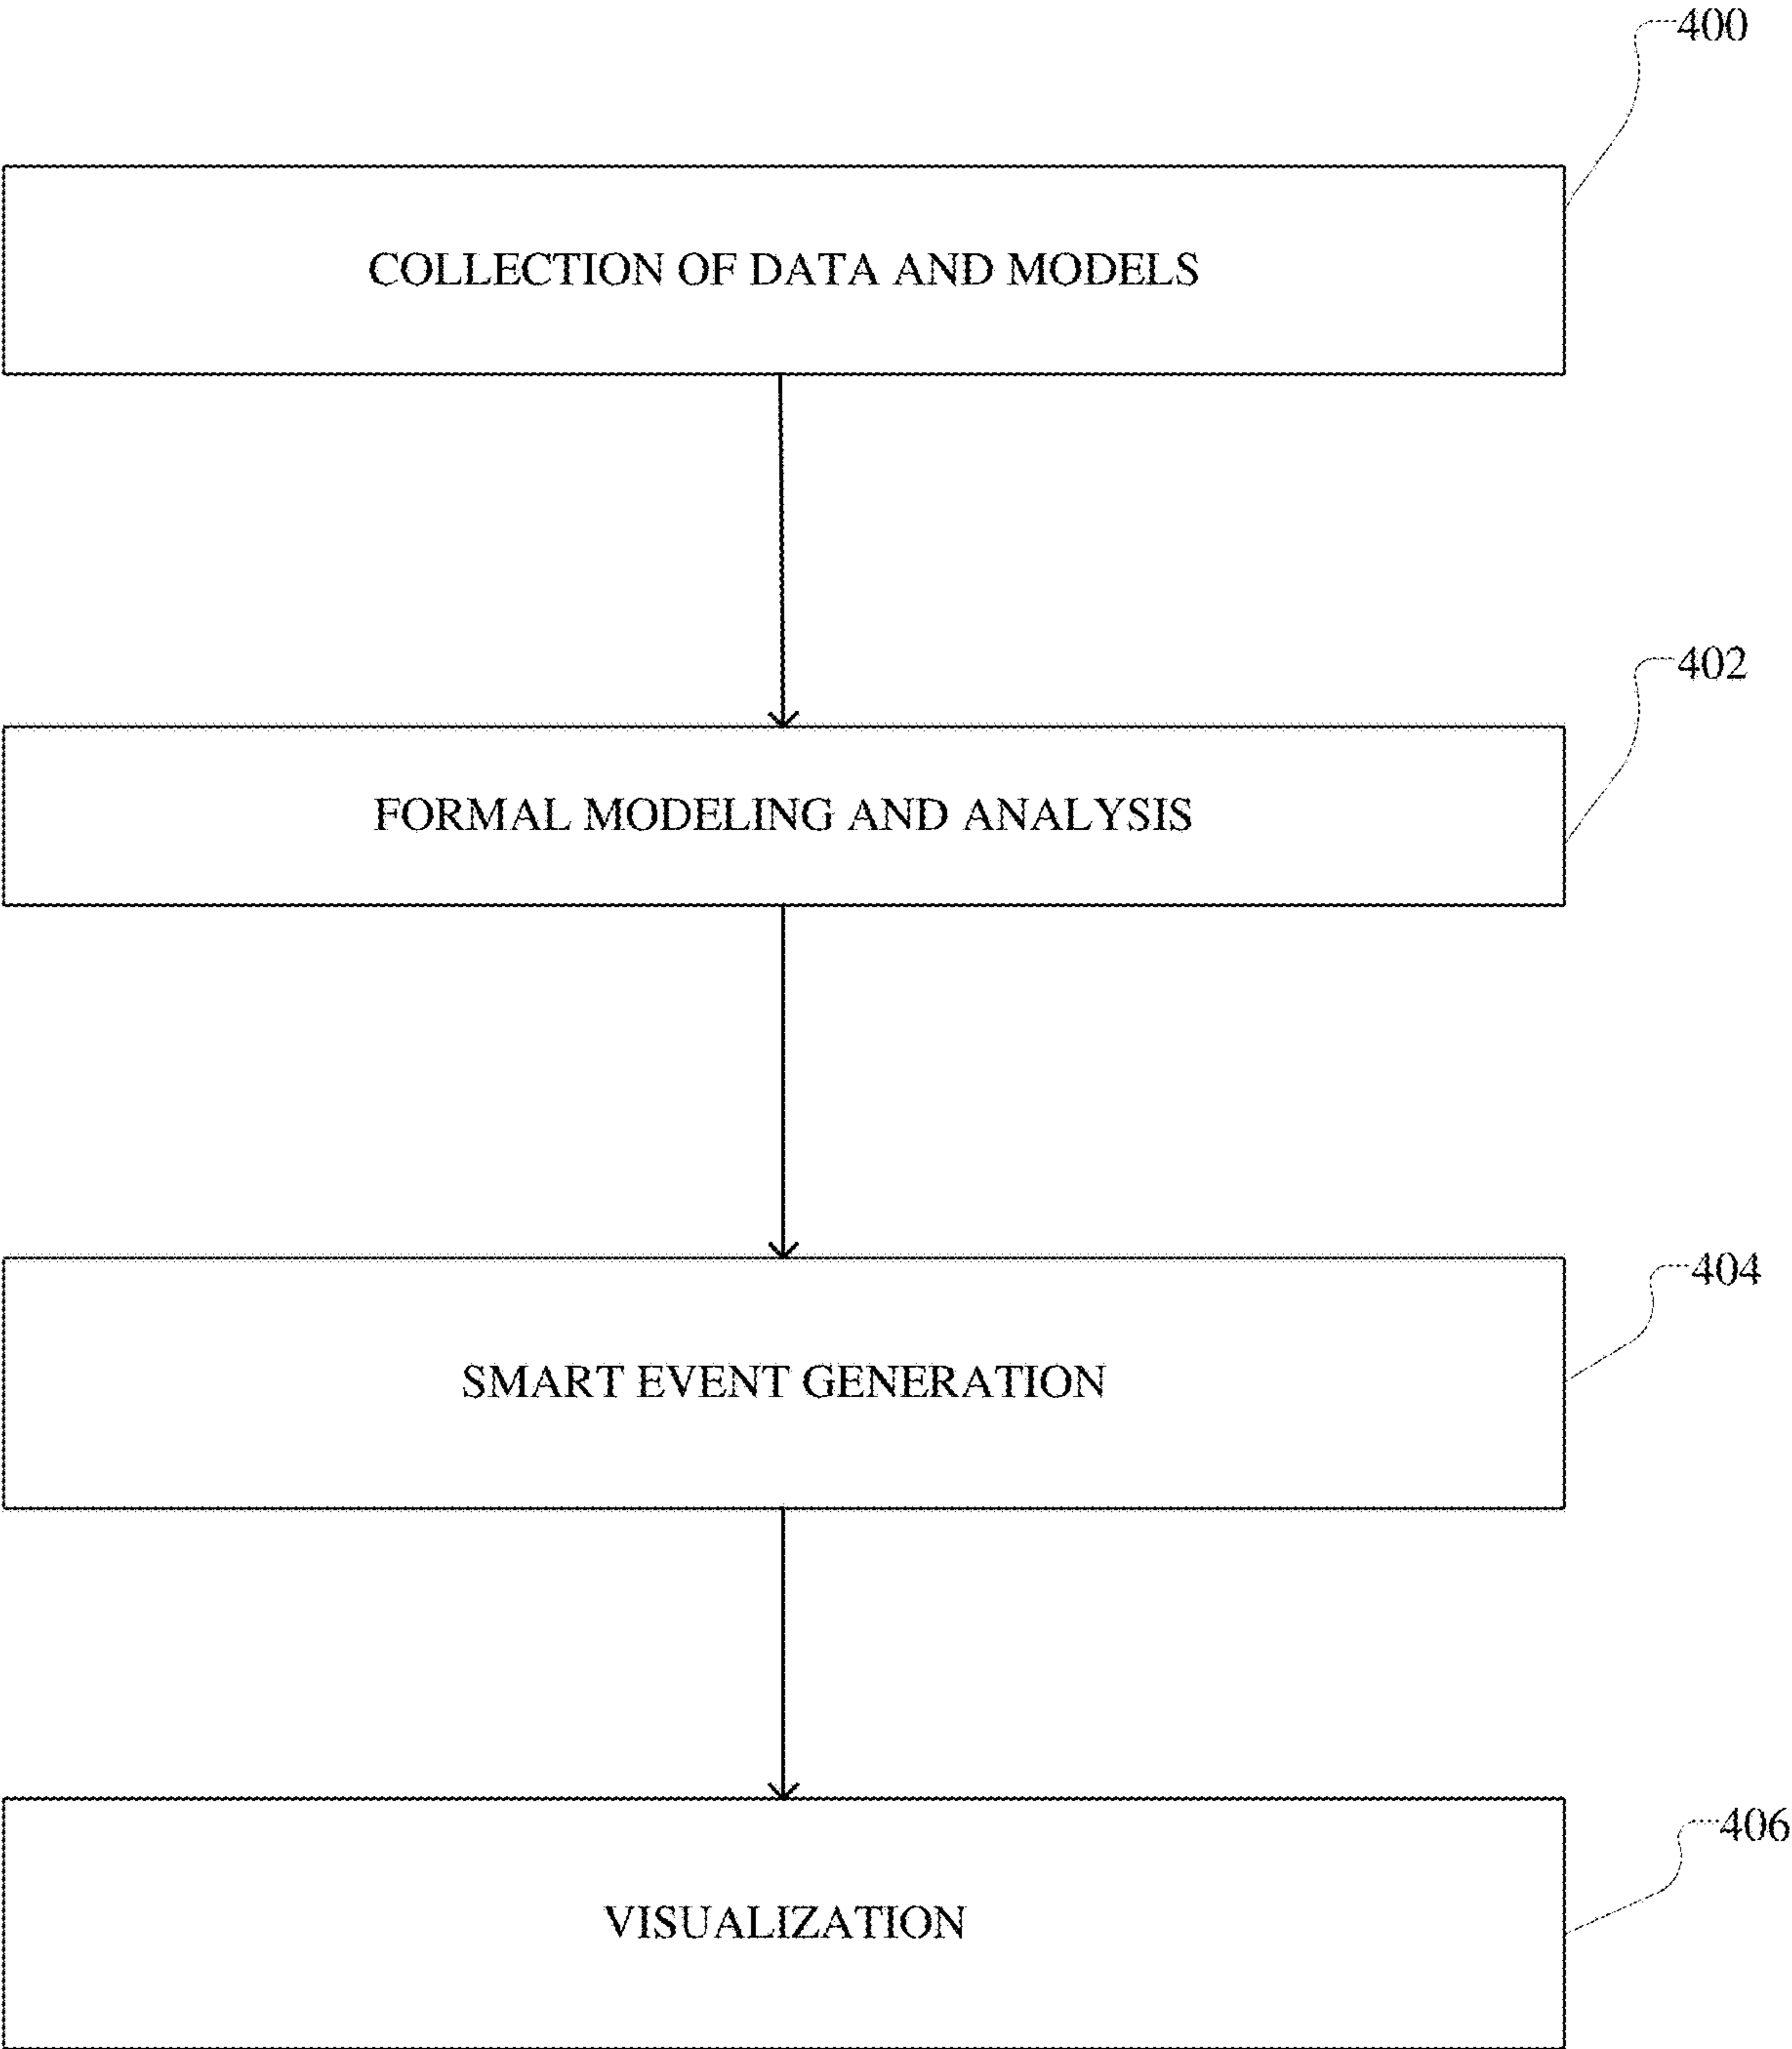 400
COLLECTION OF DATA AND MODELS
402
FORMAL MODELING AND ANALYSIS
404
SMART EVENT GENERATION
406
VISUALIZATION